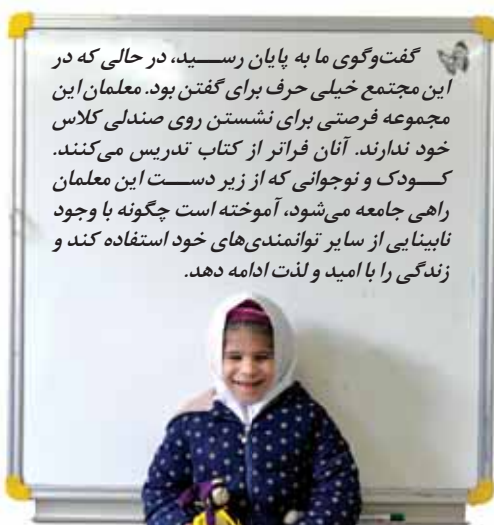 گفت‌وگوی ما به پایان رسید، در حالی که در
این مجتمع خیلی حرف برای گفتن بود. معلمان این
مجموعه فرصتی برای نشستن روی صندلی کلاس
خود ندارند. آنان فراتر از کتاب تدریس می‌کنند.
کودک و نوجوانی که از زیر دست این معلمان
راهی جامعه می‌شود، آموخته است چگونه با وجود
نابینایی از سایر توانمندی‌های خود استفاده کند و
زندگی را با امید و لذت ادامه دهد.